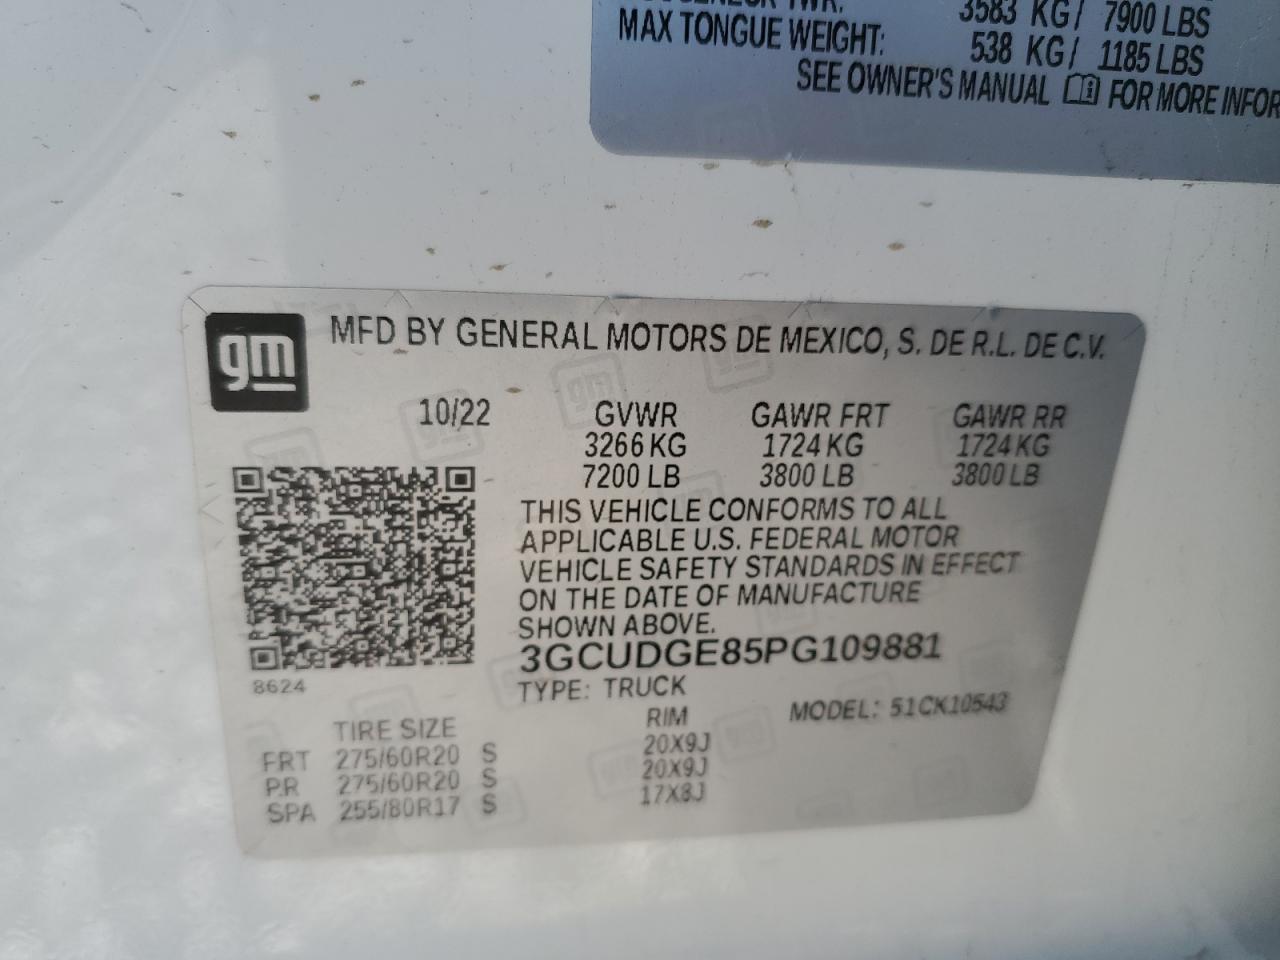 3583 KG/ 7900 LBS
MAX TONGUE WEIGHT: 538 KG/ 1185 LBS
SEE OWNER'S MANUAL FOR MORE
gm
MFD BY GENERAL MOTORS DE MEXICO, S. DE R.L. DE C.V.
10/22 GVWR GAWR FRT GAWR RR
3266 KG 1724 KG 1724 KG
7200 LB 3800 LB 3800 LB
THIS VEHICLE CONFORMS TO ALL
APPLICABLE U.S. FEDERAL MOTOR
VEHICLE SAFETY STANDARDS IN EFFECT
ON THE DATE OF MANUFACTURE
SHOWN ABOVE.
3GCUDGE85PG109881
8624
TYPE: TRUCK MODEL: 51CK10543
TIRE SIZE RIM
FRT 275/60R20 S 20X9J
RR 275/60R20 S 20X9J
SPA 255/80R17 S 17X8J